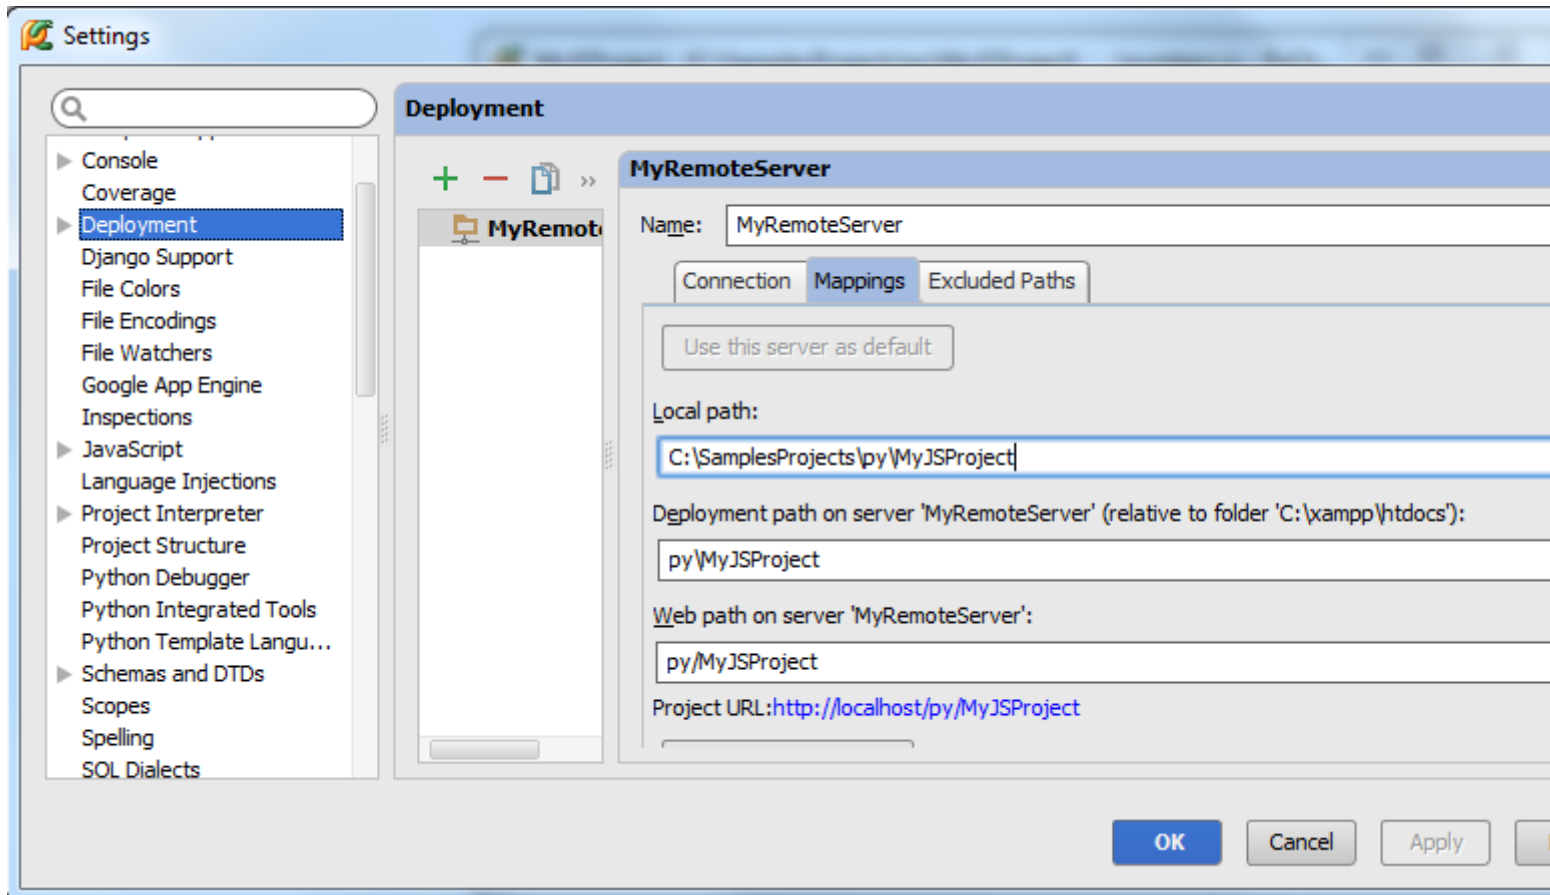 Settings
Deployment
Console
Coverage
Deployment
Django Support
File Colors
File Encodings
File Watchers
Google App Engine
Inspections
JavaScript
Language Injections
Project Interpreter
Project Structure
Python Debugger
Python Integrated Tools
Python Template Langu...
Schemas and DTDs
Scopes
Spelling
SQL Dialects
MyRemot
MyRemoteServer
Name: MyRemoteServer
Connection Mappings Excluded Paths
Use this server as default
Local path:
C:\SamplesProjects\py\MyJSProject
Deployment path on server 'MyRemoteServer' (relative to folder 'C:\xampp\htdocs'):
py\MyJSProject
Web path on server 'MyRemoteServer':
py/MyJSProject
Project URL:http://localhost/py/MyJSProject
OK Cancel Apply